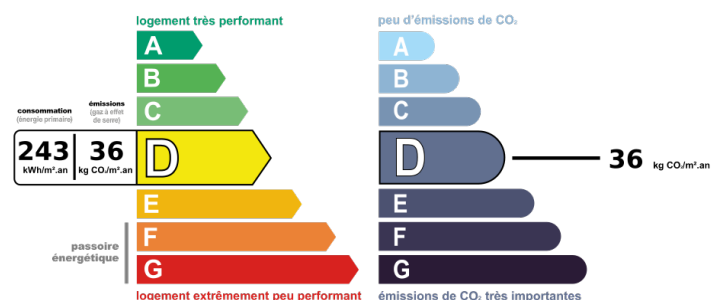 logement très performant
A
B
C
consommation
(énergie primaire)
émissions
(gaz à effet
de serre)
243
kWh/m².an
36
kg CO₂/m².an
D
E
F
G
passoire
énergétique
logement extrêmement peu performant
peu d'émissions de CO₂
A
B
C
D
36
kg CO₂/m².an
E
F
G
émissions de CO₂ très importantes